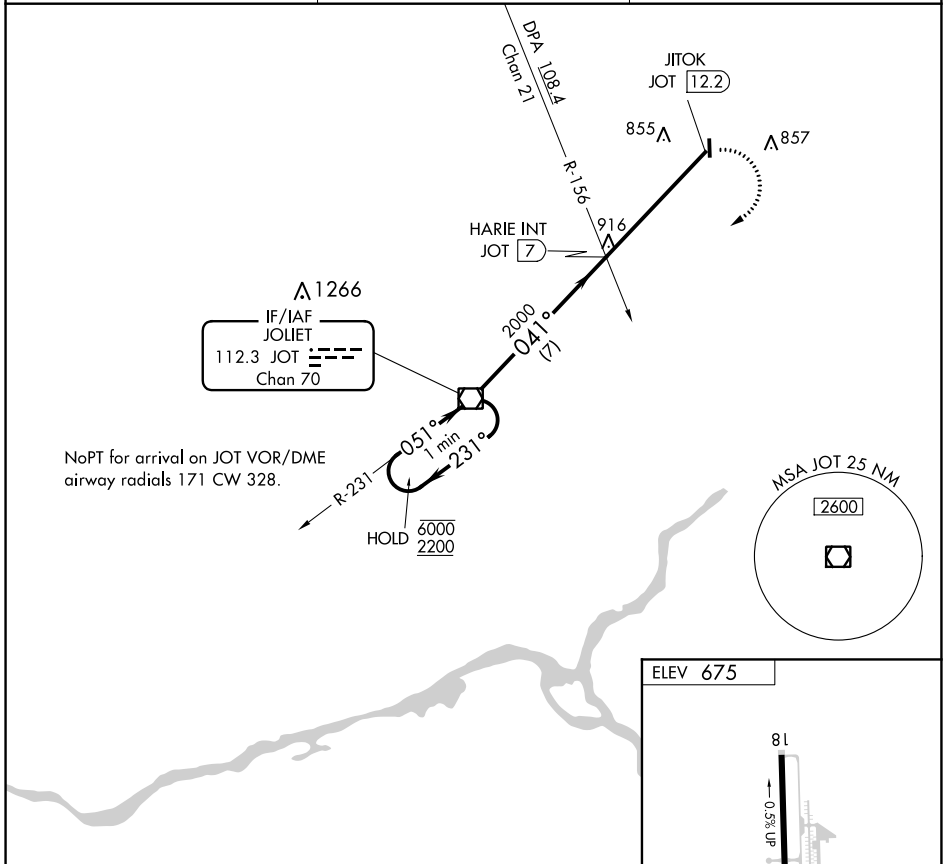 DPA 108.4
Chan 21
R-156
JITOK
JOT 12.2
855
857
HARIE INT
JOT 7
916
1266
IF/IAF
JOLIET
112.3 JOT
Chan 70
2000
041°
(7)
051°
1 min
231°
NoPT for arrival on JOT VOR/DME
airway radials 171 CW 328.
R-231
HOLD 6000
2200
MSA JOT 25 NM
2600
ELEV 675
18
0.5% UP